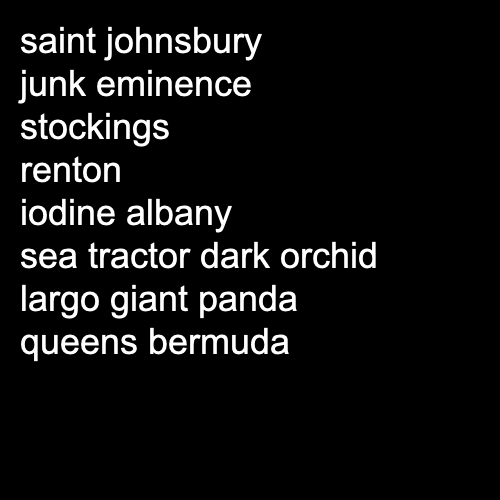 saint johnsbury
junk eminence
stockings
renton
iodine albany
sea tractor dark orchid
largo giant panda
queens bermuda